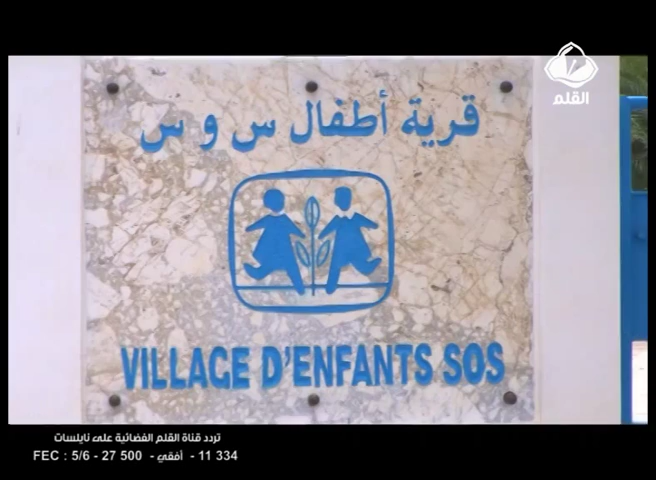 القلم
قرية أطفال س و س
VILLAGE D'ENFANTS SOS
تردد قناة القلم الفضائية على نايلسات
FEC : 5/6 - 27 500 - أفقي - 11 334